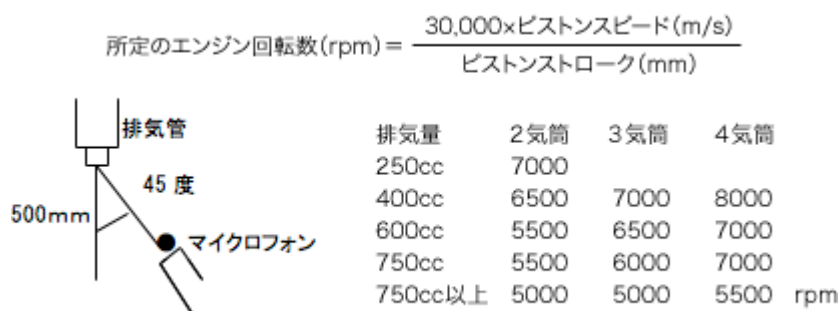 所定のエンジン回転数(rpm)= 30,000×ピストンスピード(m/s)
ピストンストローク(mm)
排気管
45 度
500mm
マイクロフォン
排気量 2気筒 3気筒 4気筒
250cc 7000
400cc 6500 7000 8000
600cc 5500 6500 7000
750cc 5500 6000 7000
750cc以上 5000 5000 5500 rpm